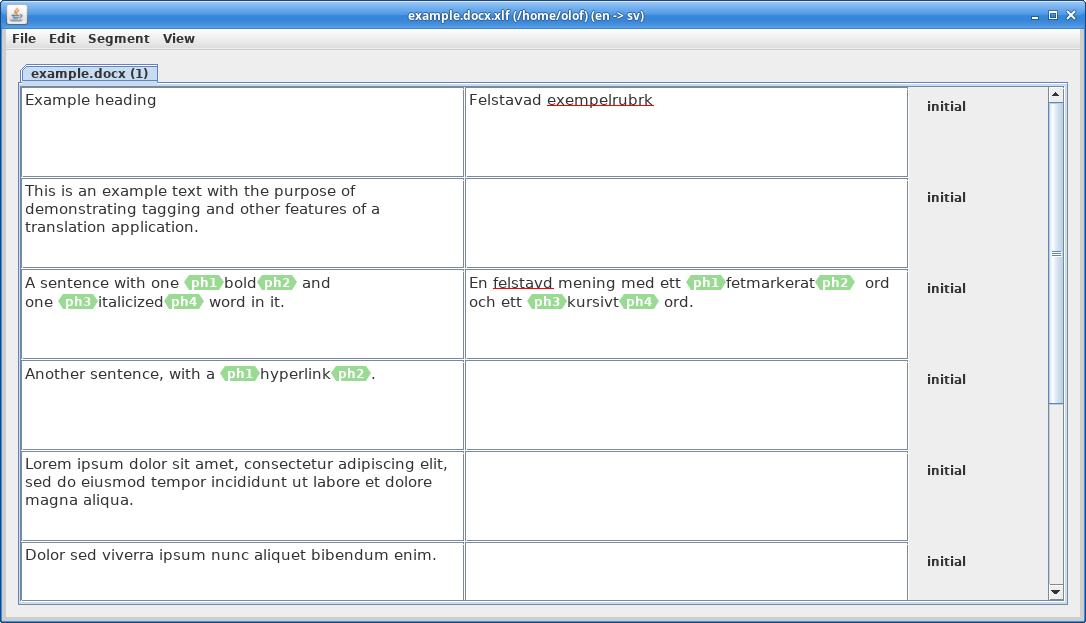 example.docx.xlf (/home/olof) (en -> sv)
File Edit Segment View
example.docx (1)
Example heading
Felstavad exempelrubrk
initial
This is an example text with the purpose of
demonstrating tagging and other features of a
translation application.
initial
A sentence with one ph1 bold ph2 and
one ph3 italicized ph4 word in it.
En felstavd mening med ett ph1 fetmarkerat ph2 ord
och ett ph3 kursivt ph4 ord.
initial
Another sentence, with a ph1 hyperlink ph2.
initial
Lorem ipsum dolor sit amet, consectetur adipiscing elit,
sed do eiusmod tempor incididunt ut labore et dolore
magna aliqua.
initial
Dolor sed viverra ipsum nunc aliquet bibendum enim.
initial